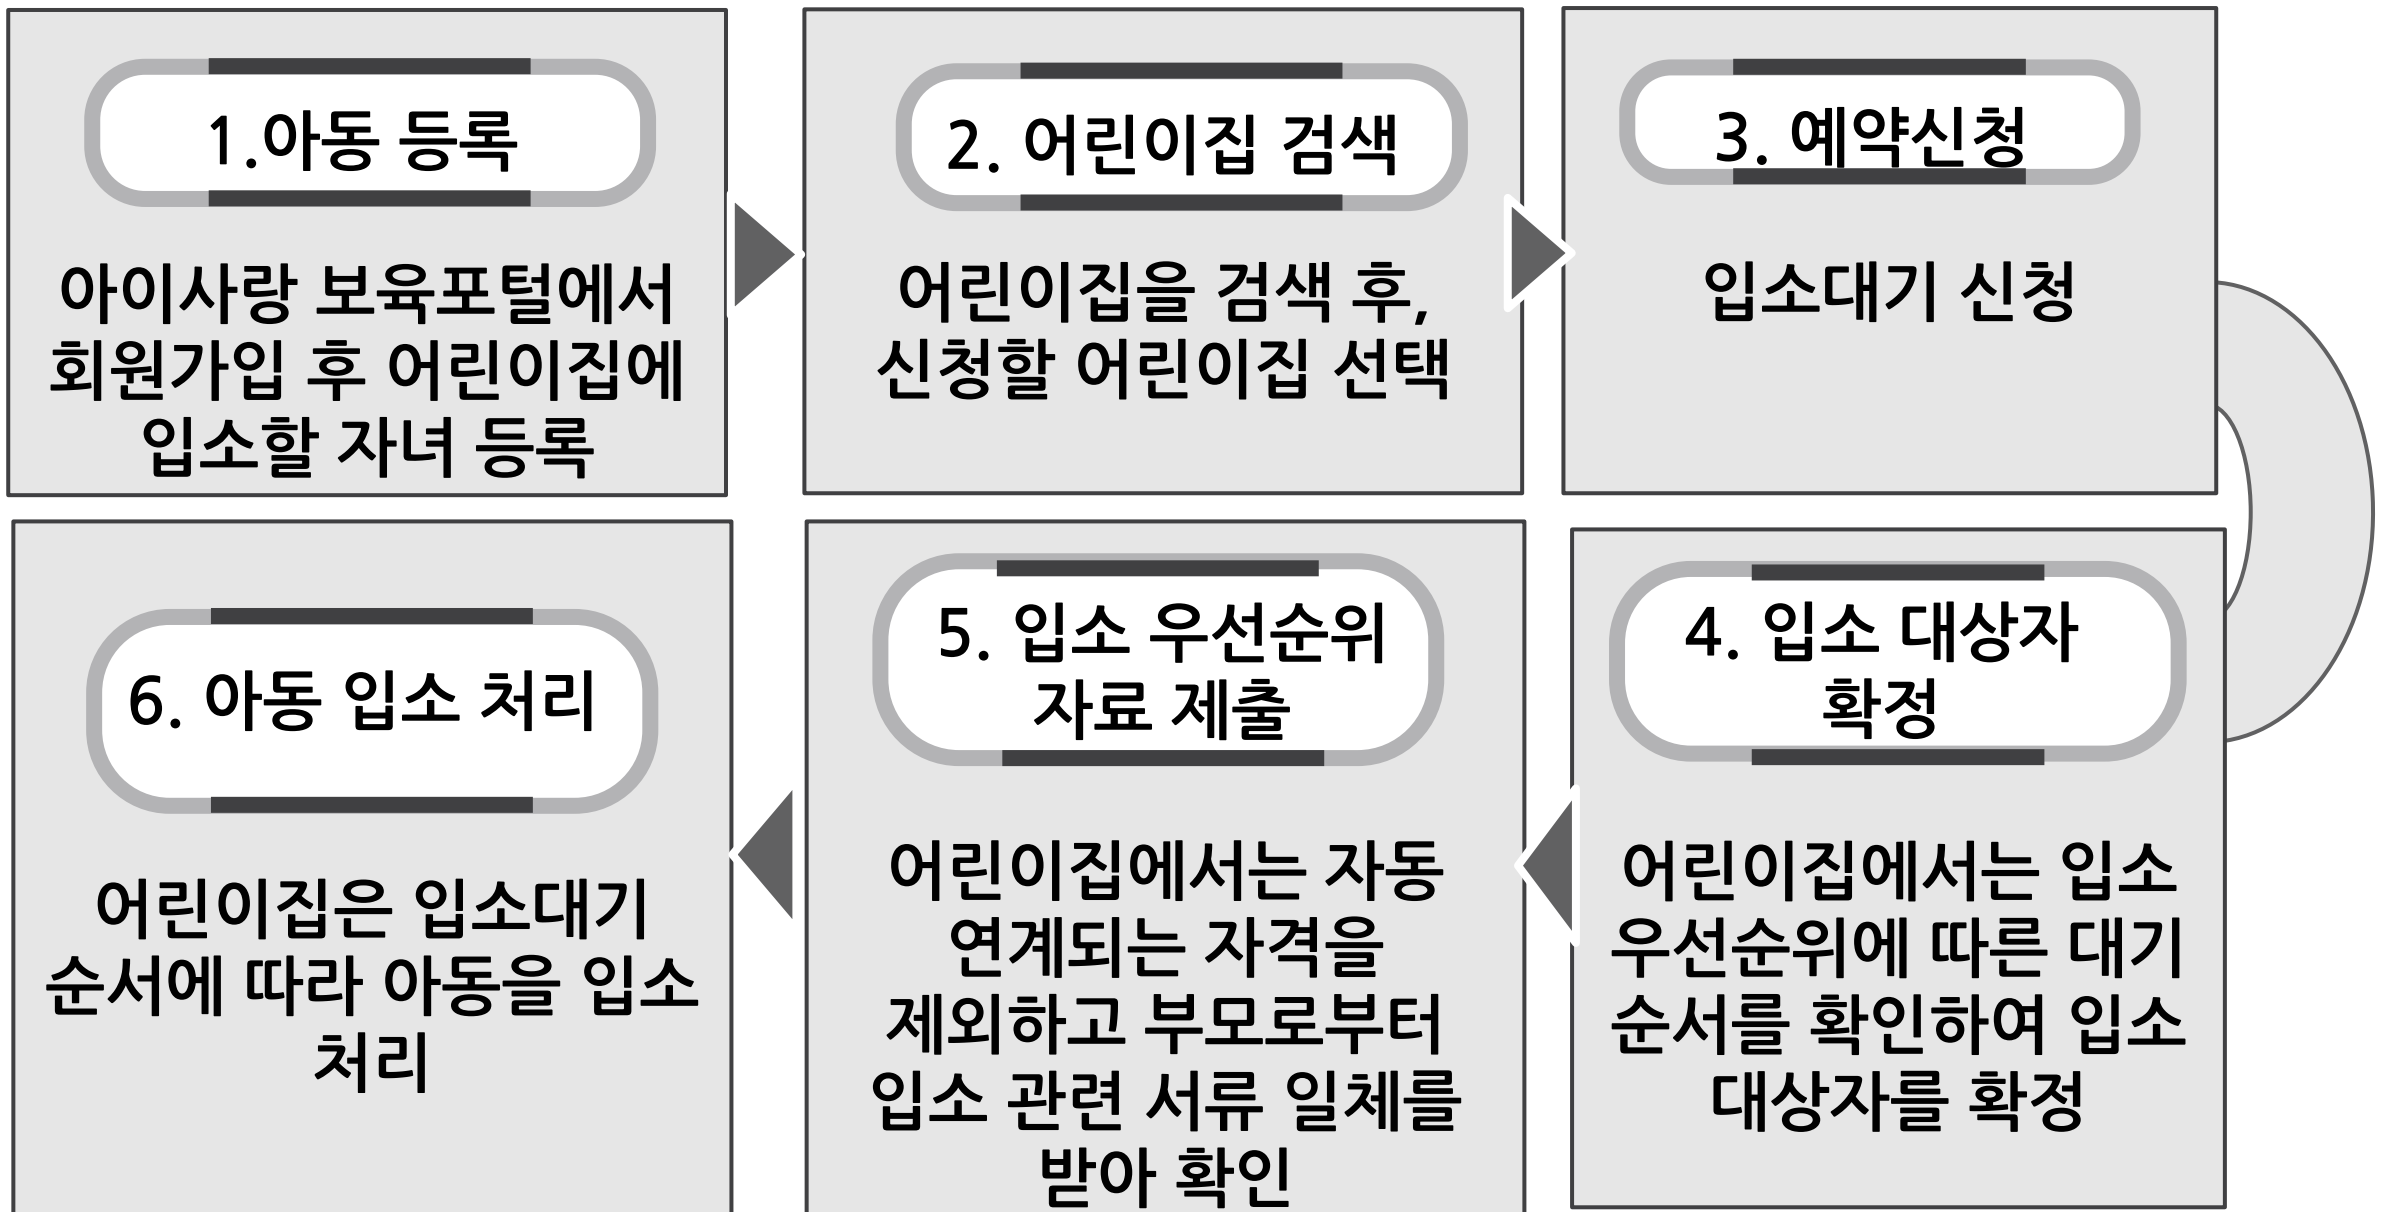 1.아동 등록
아이사랑 보육포털에서
회원가입 후 어린이집에
입소할 자녀 등록
2. 어린이집 검색
어린이집을 검색 후,
신청할 어린이집 선택
3. 예약신청
입소대기 신청
4. 입소 대상자
확정
어린이집에서는 입소
우선순위에 따른 대기
순서를 확인하여 입소
대상자를 확정
5. 입소 우선순위
자료 제출
어린이집에서는 자동
연계되는 자격을
제외하고 부모로부터
입소 관련 서류 일체를
받아 확인
6. 아동 입소 처리
어린이집은 입소대기
순서에 따라 아동을 입소
처리